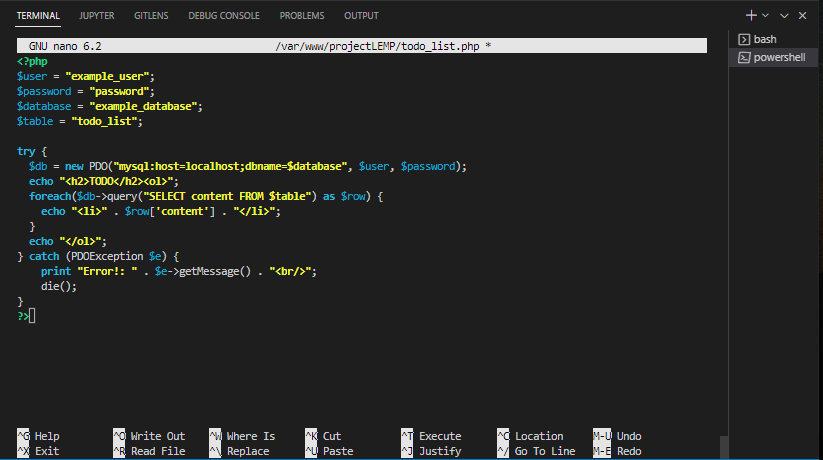 TERMINAL JUPYTER GITLENS DEBUG CONSOLE PROBLEMS OUTPUT
GNU nano 6.2 /var/www/projectLEMP/todo_list.php *
bash
powershell
<?php
$user = "example_user";
$password = "password";
$database = "example_database";
$table = "todo_list";
try {
  $db = new PDO("mysql:host=localhost;dbname=$database", $user, $password);
  echo "<h2>TODO</h2><ol>";
  foreach($db->query("SELECT content FROM $table") as $row) {
    echo "<li>" . $row['content'] . "</li>";
  }
  echo "</ol>";
} catch (PDOException $e) {
    print "Error!: " . $e->getMessage() . "<br/>";
    die();
}
?>
^G Help ^O Write Out ^W Where Is ^K Cut ^T Execute ^C Location M-U Undo
^X Exit ^R Read File ^\ Replace ^U Paste ^J Justify ^/ Go To Line M-E Redo